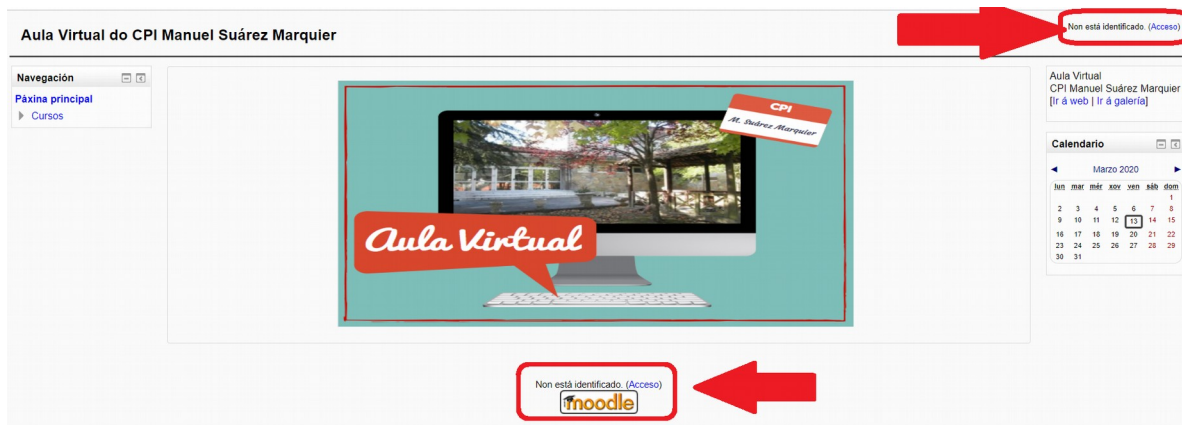 Non está identificado. (Acceso)
Aula Virtual do CPI Manuel Suárez Marquier
Navegación
Páxina principal
Cursos
CPI
M. Suárez Marquier
Aula Virtual
Aula Virtual
CPI Manuel Suárez Marquier
[Ir á web | Ir á galería]
Calendario
Marzo 2020
lun mar mér xov ven sáb dom
1
2 3 4 5 6 7 8
9 10 11 12 13 14 15
16 17 18 19 20 21 22
23 24 25 26 27 28 29
30 31
Non está identificado. (Acceso)
moodle